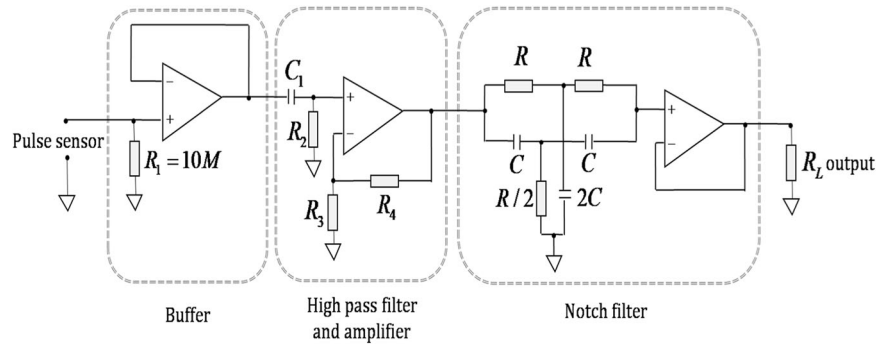 Pulse sensor
−
+
R₁ = 10M
Buffer
C₁
R₂
+
−
R₃
R₄
High pass filter
and amplifier
R
R
C
C
R/2
2C
+
−
Notch filter
R_L output